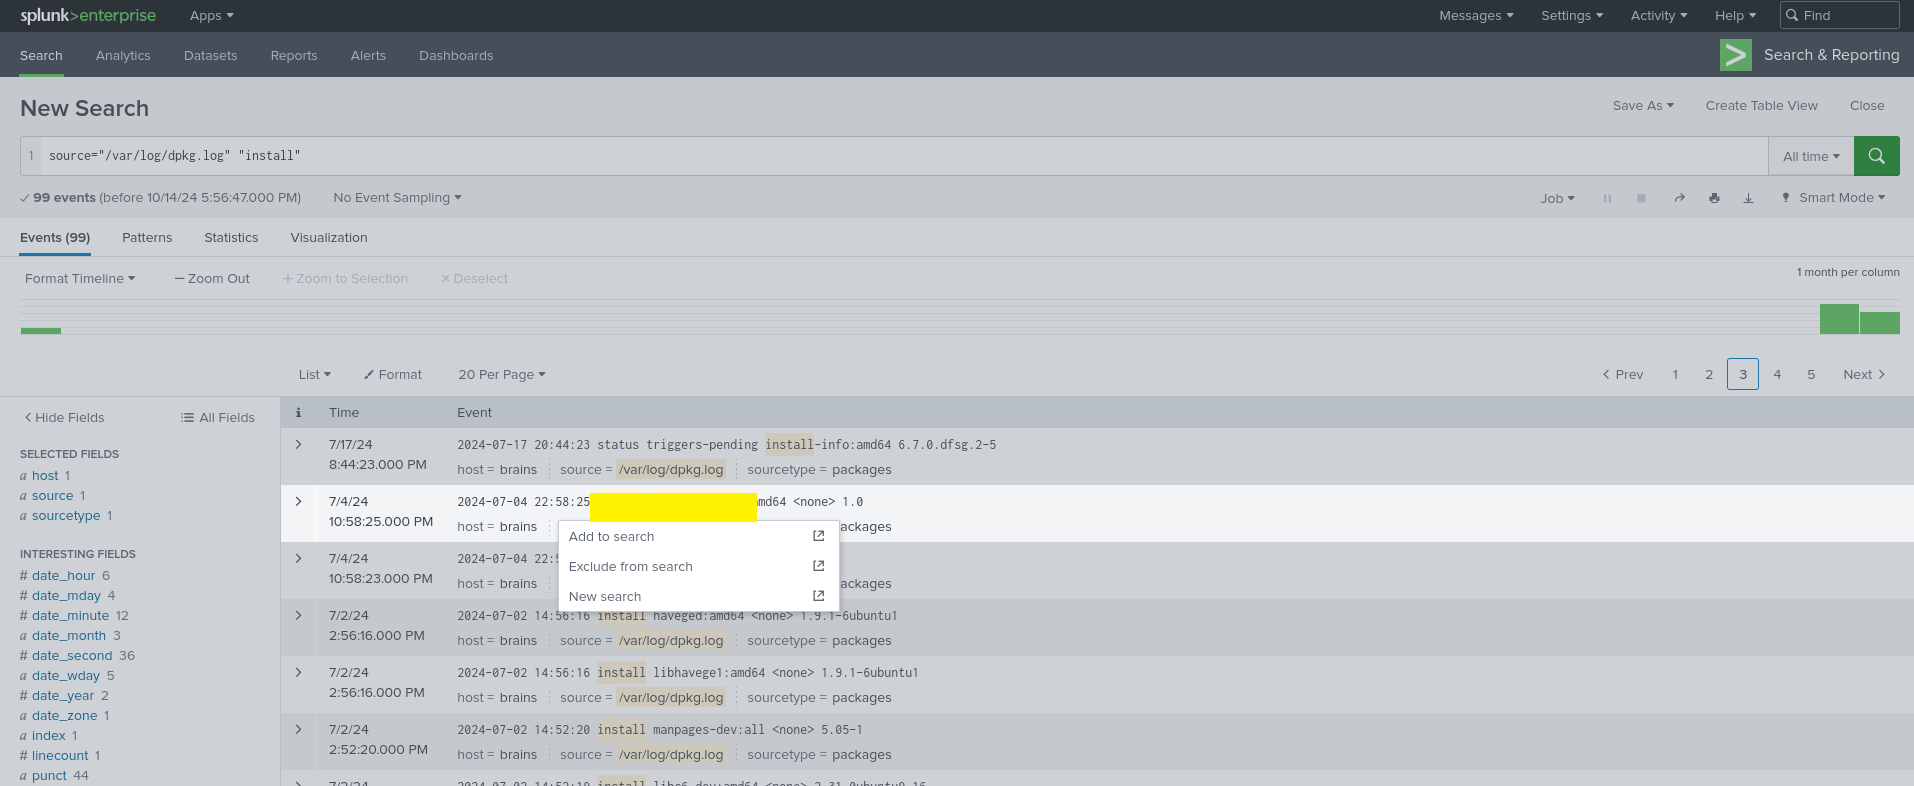 splunk>enterprise Apps Messages Settings Activity Help Find
Search Analytics Datasets Reports Alerts Dashboards Search & Reporting
New Search Save As Create Table View Close
1 source="/var/log/dpkg.log" "install" All time
99 events (before 10/14/24 5:56:47.000 PM) No Event Sampling Job Smart Mode
Events (99) Patterns Statistics Visualization
Format Timeline — Zoom Out + Zoom to Selection × Deselect 1 month per column
List Format 20 Per Page Prev 1 2 3 4 5 Next
Hide Fields All Fields
SELECTED FIELDS
a host 1
a source 1
a sourcetype 1
INTERESTING FIELDS
# date_hour 6
# date_mday 4
# date_minute 12
a date_month 3
# date_second 36
a date_wday 5
# date_year 2
a date_zone 1
a index 1
# linecount 1
a punct 44
i Time Event
7/17/24 2024-07-17 20:44:23 status triggers-pending install-info:amd64 6.7.0.dfsg.2-5
8:44:23.000 PM host = brains source = /var/log/dpkg.log sourcetype = packages
7/4/24 2024-07-04 22:58:25 amd64 <none> 1.0
10:58:25.000 PM host = brains packages
Add to search
Exclude from search
New search
7/4/24 2024-07-04
10:58:23.000 PM host = brains packages
7/2/24 2024-07-02 14:56:16 install haveged:amd64 <none> 1.9.1-6ubuntu1
2:56:16.000 PM host = brains source = /var/log/dpkg.log sourcetype = packages
7/2/24 2024-07-02 14:56:16 install libhavege1:amd64 <none> 1.9.1-6ubuntu1
2:56:16.000 PM host = brains source = /var/log/dpkg.log sourcetype = packages
7/2/24 2024-07-02 14:52:20 install manpages-dev:all <none> 5.05-1
2:52:20.000 PM host = brains source = /var/log/dpkg.log sourcetype = packages